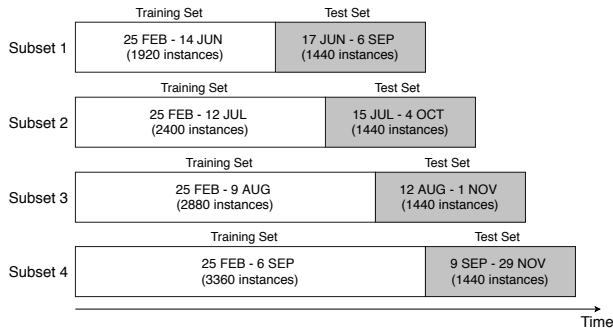 Training Set Test Set
Subset 1
25 FEB - 14 JUN 17 JUN - 6 SEP
(1920 instances) (1440 instances)
Training Set Test Set
Subset 2
25 FEB - 12 JUL 15 JUL - 4 OCT
(2400 instances) (1440 instances)
Training Set Test Set
Subset 3
25 FEB - 9 AUG 12 AUG - 1 NOV
(2880 instances) (1440 instances)
Training Set Test Set
Subset 4
25 FEB - 6 SEP 9 SEP - 29 NOV
(3360 instances) (1440 instances)
Time